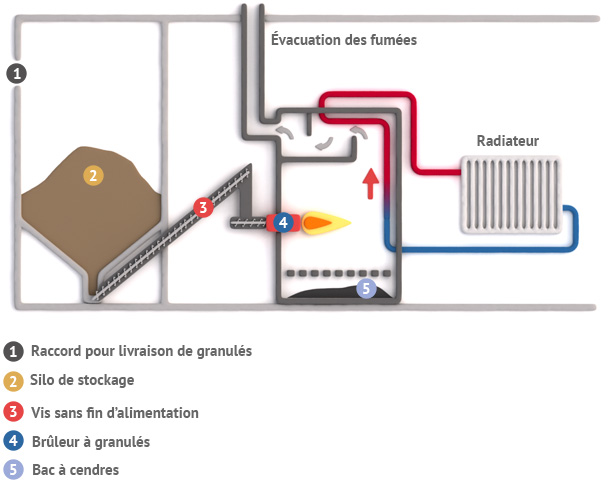 Évacuation des fumées
1
Radiateur
2
3
4
5
1 Raccord pour livraison de granulés
2 Silo de stockage
3 Vis sans fin d'alimentation
4 Brûleur à granulés
5 Bac à cendres